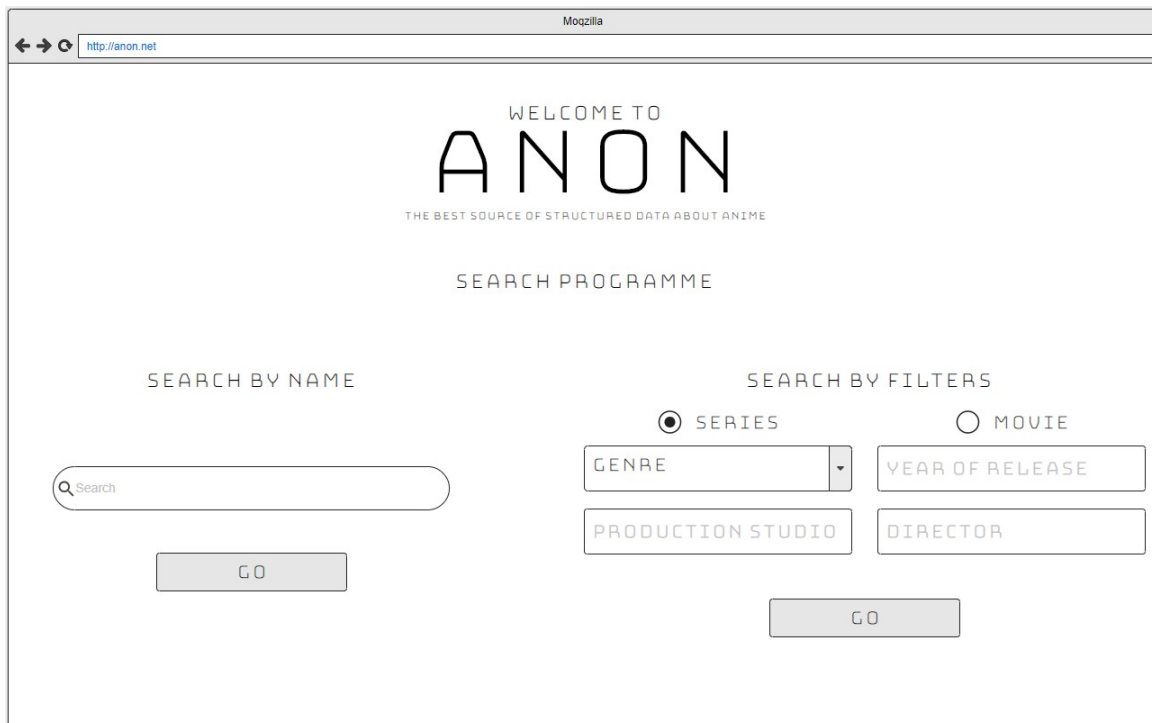 Moqzilla
http://anon.net
WELCOME TO
ANON
THE BEST SOURCE OF STRUCTURED DATA ABOUT ANIME
SEARCH PROGRAMME
SEARCH BY NAME
Search
GO
SEARCH BY FILTERS
SERIES MOVIE
GENRE YEAR OF RELEASE
PRODUCTION STUDIO DIRECTOR
GO